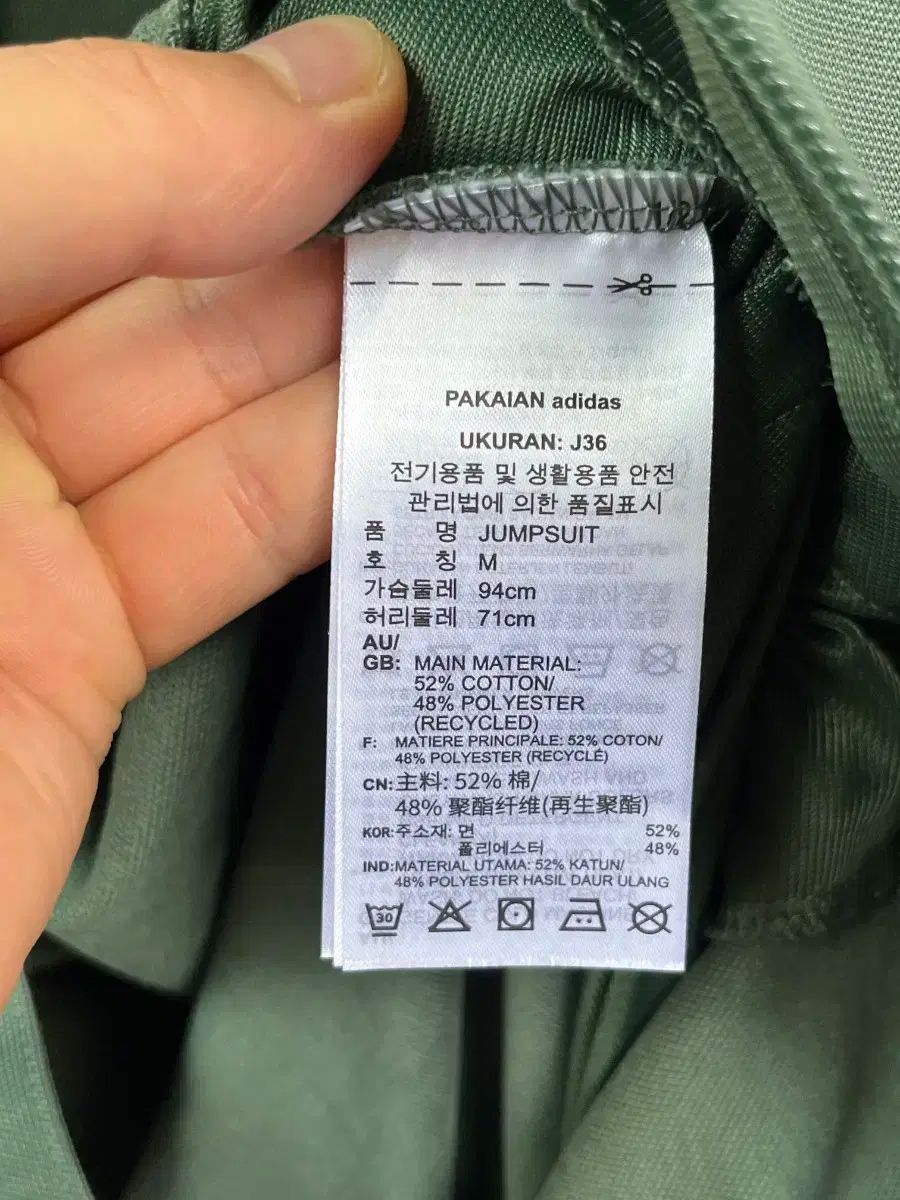 PAKAIAN adidas
UKURAN: J36
전기용품 및 생활용품 안전
관리법에 의한 품질표시
품 명 JUMPSUIT
호 칭 M
가슴둘레 94cm
허리둘레 71cm
AU/
GB: MAIN MATERIAL:
52% COTTON/
48% POLYESTER
(RECYCLED)
F: MATIERE PRINCIPALE: 52% COTON/
48% POLYESTER (RECYCLÉ)
CN: 主料: 52% 棉/
48% 聚酯纤维(再生聚酯)
KOR: 주소재: 면 52%
폴리에스터 48%
IND: MATERIAL UTAMA: 52% KATUN/
48% POLYESTER HASIL DAUR ULANG
30